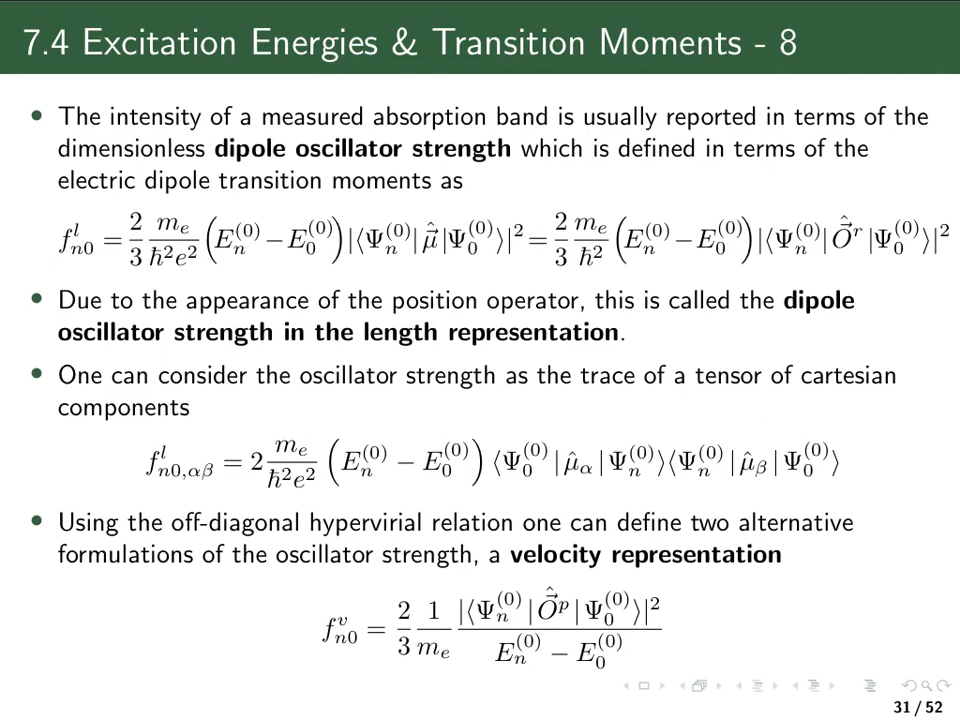 7.4 Excitation Energies & Transition Moments - 8
• The intensity of a measured absorption band is usually reported in terms of the
dimensionless dipole oscillator strength which is defined in terms of the
electric dipole transition moments as
$f_{n0}^{l} = \frac{2}{3} \frac{m_e}{\hbar^2 e^2} \left( E_n^{(0)} - E_0^{(0)} \right) |\langle \Psi_n^{(0)} | \hat{\vec{\mu}} | \Psi_0^{(0)} \rangle|^2 = \frac{2}{3} \frac{m_e}{\hbar^2} \left( E_n^{(0)} - E_0^{(0)} \right) |\langle \Psi_n^{(0)} | \hat{\vec{O}}^r | \Psi_0^{(0)} \rangle|^2$
• Due to the appearance of the position operator, this is called the dipole
oscillator strength in the length representation.
• One can consider the oscillator strength as the trace of a tensor of cartesian
components
$f_{n0,\alpha\beta}^{l} = 2 \frac{m_e}{\hbar^2 e^2} \left( E_n^{(0)} - E_0^{(0)} \right) \langle \Psi_0^{(0)} | \hat{\mu}_\alpha | \Psi_n^{(0)} \rangle \langle \Psi_n^{(0)} | \hat{\mu}_\beta | \Psi_0^{(0)} \rangle$
• Using the off-diagonal hypervirial relation one can define two alternative
formulations of the oscillator strength, a velocity representation
$f_{n0}^{v} = \frac{2}{3} \frac{1}{m_e} \frac{|\langle \Psi_n^{(0)} | \hat{\vec{O}}^p | \Psi_0^{(0)} \rangle|^2}{E_n^{(0)} - E_0^{(0)}}$
31 / 52